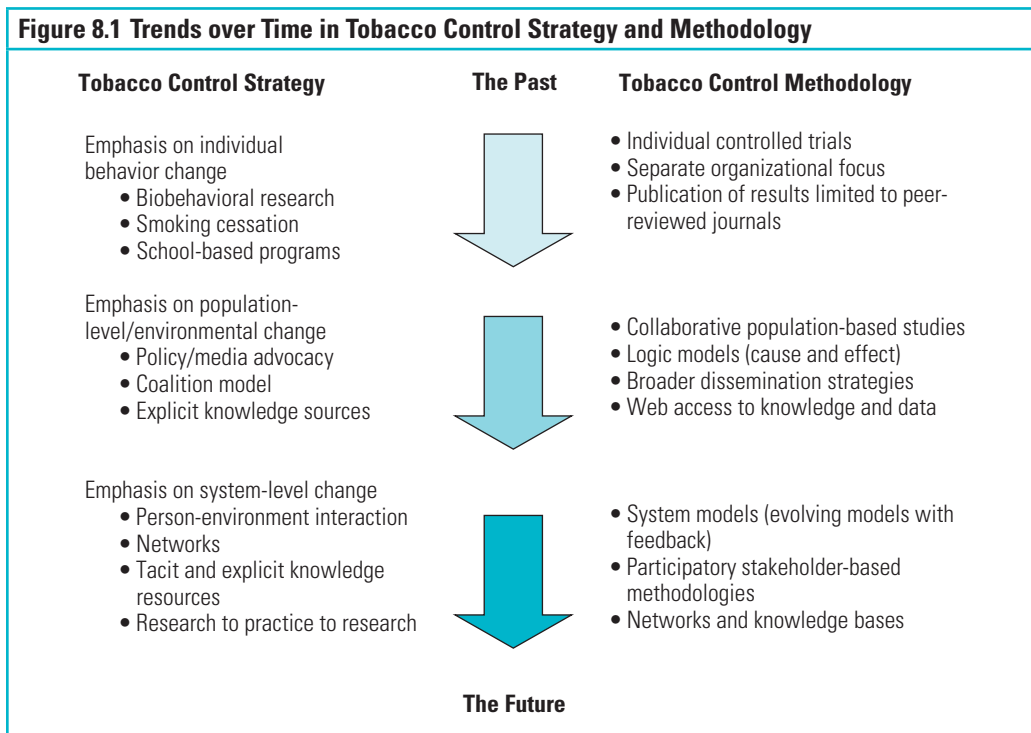 Figure 8.1 Trends over Time in Tobacco Control Strategy and Methodology
Tobacco Control Strategy
The Past
Tobacco Control Methodology
Emphasis on individual
behavior change
• Biobehavioral research
• Smoking cessation
• School-based programs
• Individual controlled trials
• Separate organizational focus
• Publication of results limited to peer-
reviewed journals
Emphasis on population-
level/environmental change
• Policy/media advocacy
• Coalition model
• Explicit knowledge sources
• Collaborative population-based studies
• Logic models (cause and effect)
• Broader dissemination strategies
• Web access to knowledge and data
Emphasis on system-level change
• Person-environment interaction
• Networks
• Tacit and explicit knowledge
resources
• Research to practice to research
• System models (evolving models with
feedback)
• Participatory stakeholder-based
methodologies
• Networks and knowledge bases
The Future